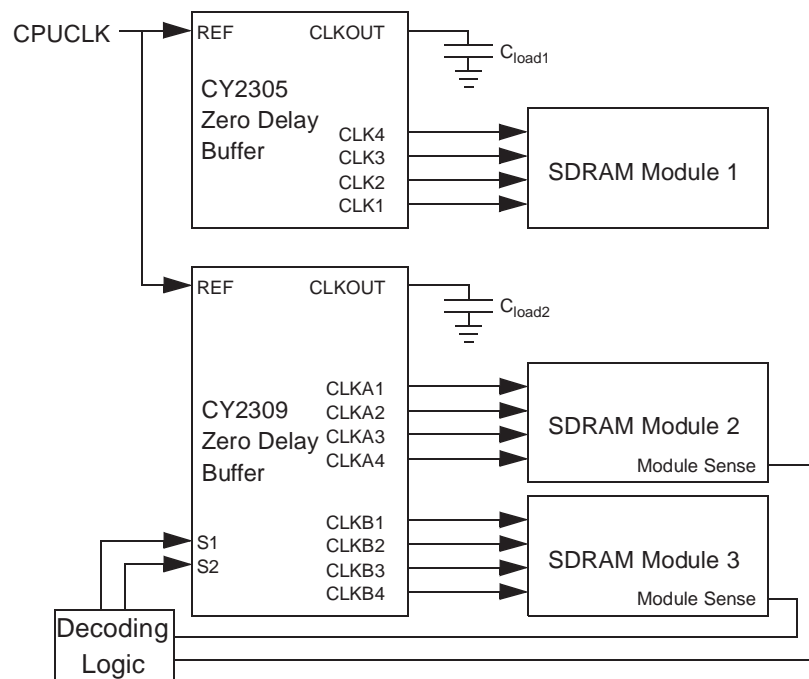 CPUCLK
REF
CLKOUT
Cload1
CY2305
Zero Delay
Buffer
CLK4
CLK3
CLK2
CLK1
SDRAM Module 1
REF
CLKOUT
Cload2
CY2309
Zero Delay
Buffer
CLKA1
CLKA2
CLKA3
CLKA4
SDRAM Module 2
Module Sense
CLKB1
CLKB2
CLKB3
CLKB4
SDRAM Module 3
Module Sense
S1
S2
Decoding
Logic